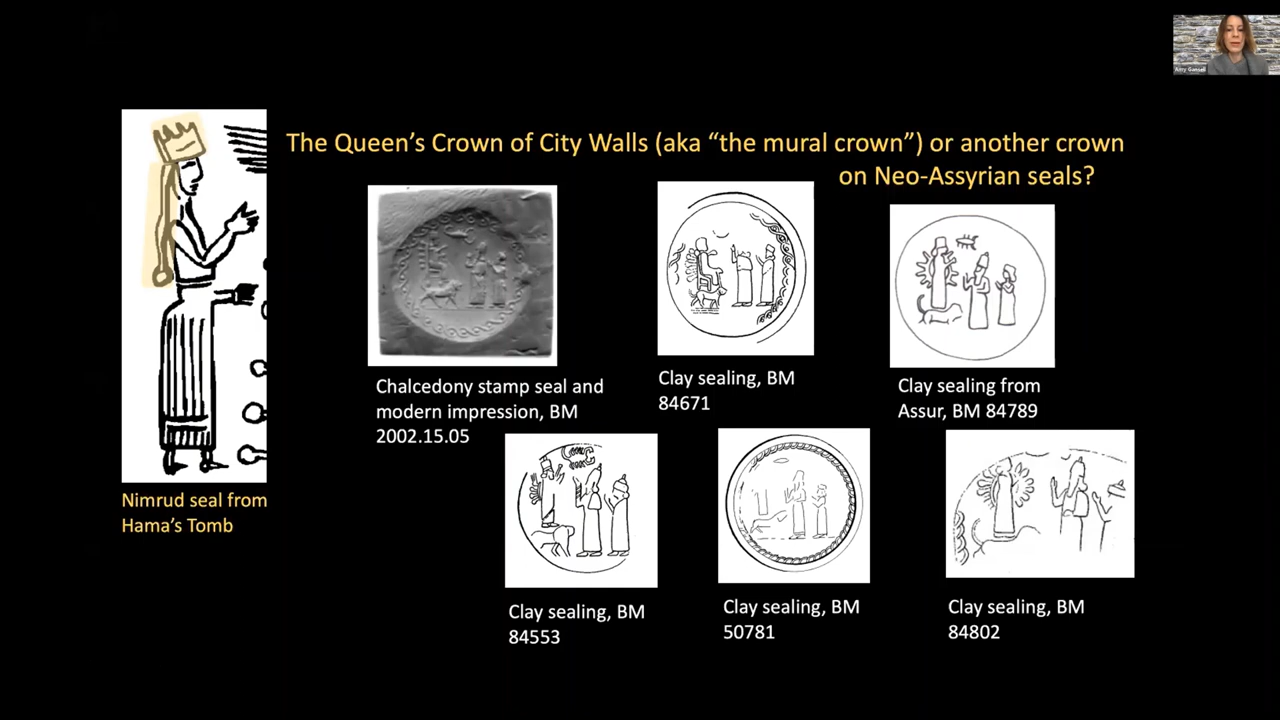 Amy Gansell
The Queen’s Crown of City Walls (aka “the mural crown”) or another crown
on Neo-Assyrian seals?
Nimrud seal from
Hama’s Tomb
Chalcedony stamp seal and
modern impression, BM
2002.15.05
Clay sealing, BM
84671
Clay sealing from
Assur, BM 84789
Clay sealing, BM
84553
Clay sealing, BM
50781
Clay sealing, BM
84802